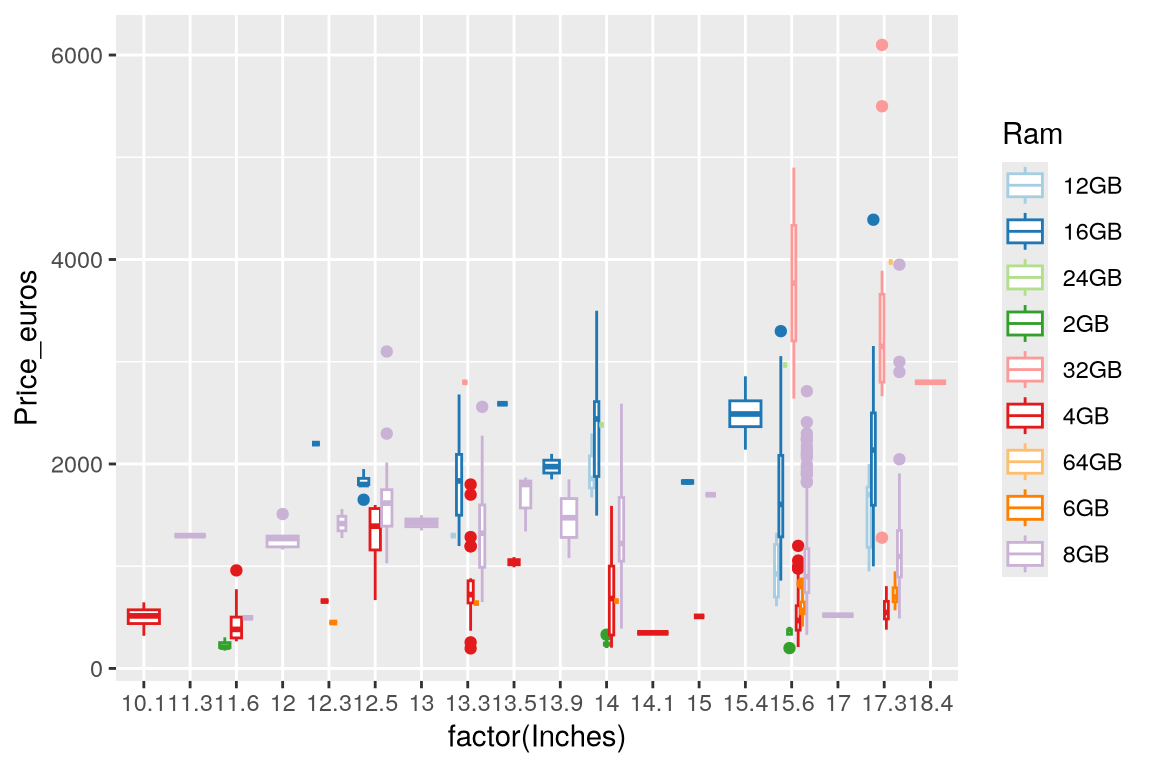 6000
4000
2000
0
Price_euros
10.1 11.3 11.6 12 12.3 12.5 13 13.3 13.5 13.9 14 14.1 15 15.4 15.6 17 17.3 18.4
factor(Inches)
Ram
12GB
16GB
24GB
2GB
32GB
4GB
64GB
6GB
8GB